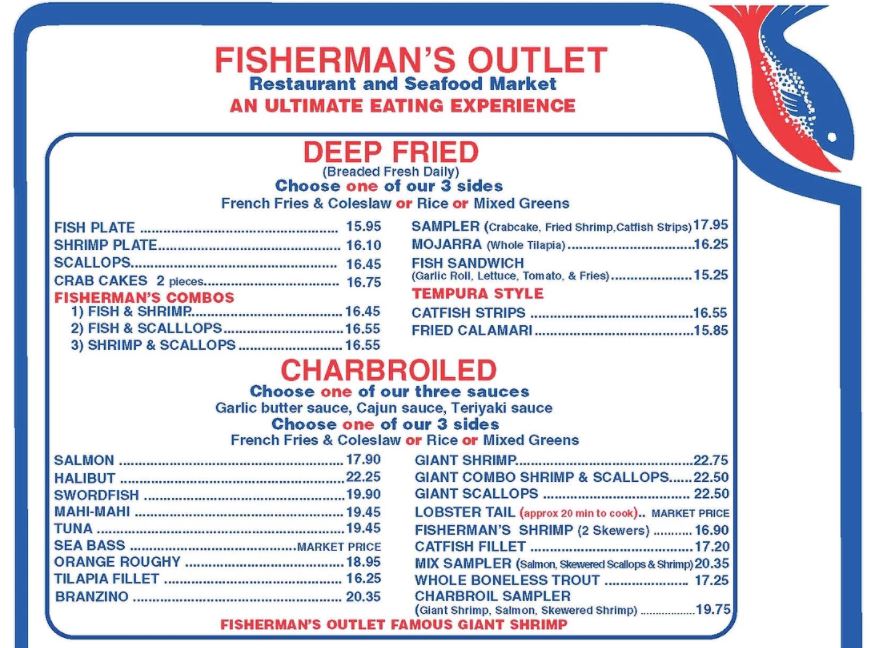 FISHERMAN'S OUTLET
Restaurant and Seafood Market
AN ULTIMATE EATING EXPERIENCE
DEEP FRIED
(Breaded Fresh Daily)
Choose one of our 3 sides
French Fries & Coleslaw or Rice or Mixed Greens
FISH PLATE 15.95
SHRIMP PLATE 16.10
SCALLOPS 16.45
CRAB CAKES 2 pieces 16.75
FISHERMAN'S COMBOS
1) FISH & SHRIMP 16.45
2) FISH & SCALLLOPS 16.55
3) SHRIMP & SCALLOPS 16.55
SAMPLER (Crabcake, Fried Shrimp,Catfish Strips) 17.95
MOJARRA (Whole Tilapia) 16.25
FISH SANDWICH
(Garlic Roll, Lettuce, Tomato, & Fries) 15.25
TEMPURA STYLE
CATFISH STRIPS 16.55
FRIED CALAMARI 15.85
CHARBROILED
Choose one of our three sauces
Garlic butter sauce, Cajun sauce, Teriyaki sauce
Choose one of our 3 sides
French Fries & Coleslaw or Rice or Mixed Greens
SALMON 17.90
HALIBUT 22.25
SWORDFISH 19.90
MAHI-MAHI 19.45
TUNA 19.45
SEA BASS MARKET PRICE
ORANGE ROUGHY 18.95
TILAPIA FILLET 16.25
BRANZINO 20.35
GIANT SHRIMP 22.75
GIANT COMBO SHRIMP & SCALLOPS 22.50
GIANT SCALLOPS 22.50
LOBSTER TAIL (approx 20 min to cook).. MARKET PRICE
FISHERMAN'S SHRIMP (2 Skewers) 16.90
CATFISH FILLET 17.20
MIX SAMPLER (Salmon, Skewered Scallops & Shrimp) 20.35
WHOLE BONELESS TROUT 17.25
CHARBROIL SAMPLER
(Giant Shrimp, Salmon, Skewered Shrimp) 19.75
FISHERMAN'S OUTLET FAMOUS GIANT SHRIMP